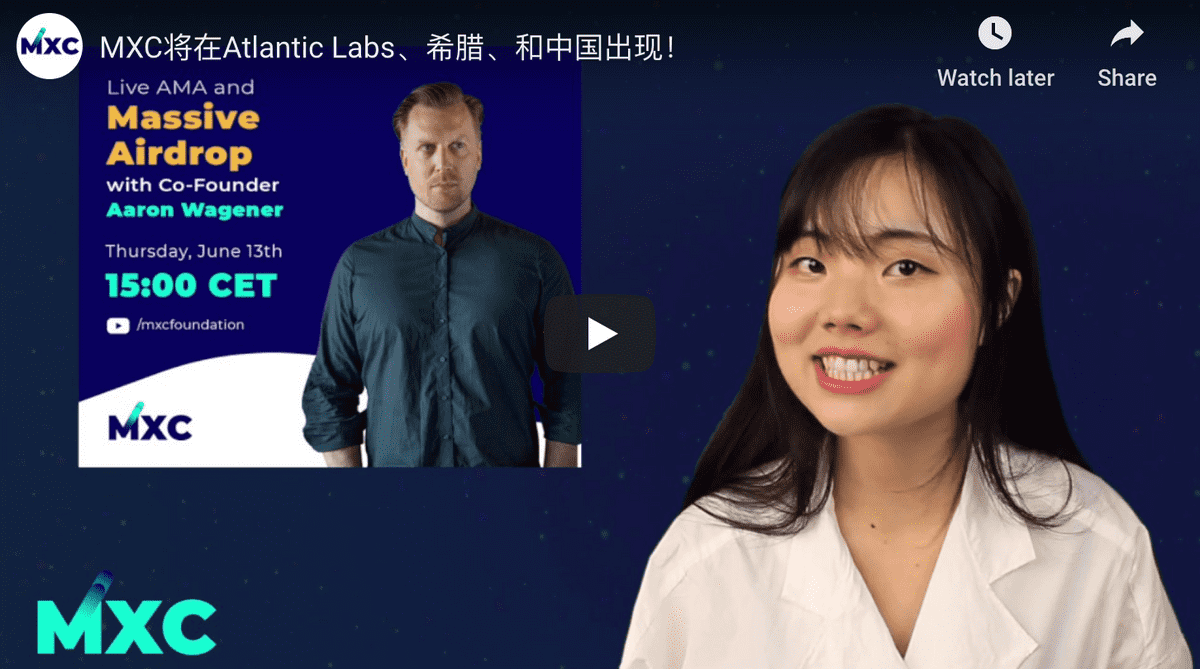 MXC
MXC将在Atlantic Labs、希腊、和中国出现！
Watch later
Share
Live AMA and
Massive
Airdrop
with Co-Founder
Aaron Wagener
Thursday, June 13th
15:00 CET
/mxcfoundation
MXC
MXC